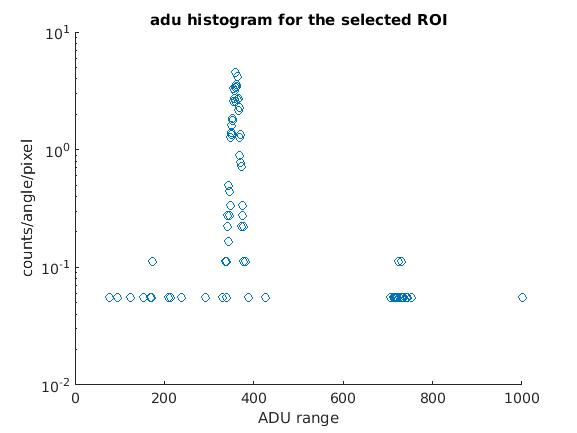 adu histogram for the selected ROI
10^1
10^0
10^-1
10^-2
counts/angle/pixel
0 200 400 600 800 1000
ADU range